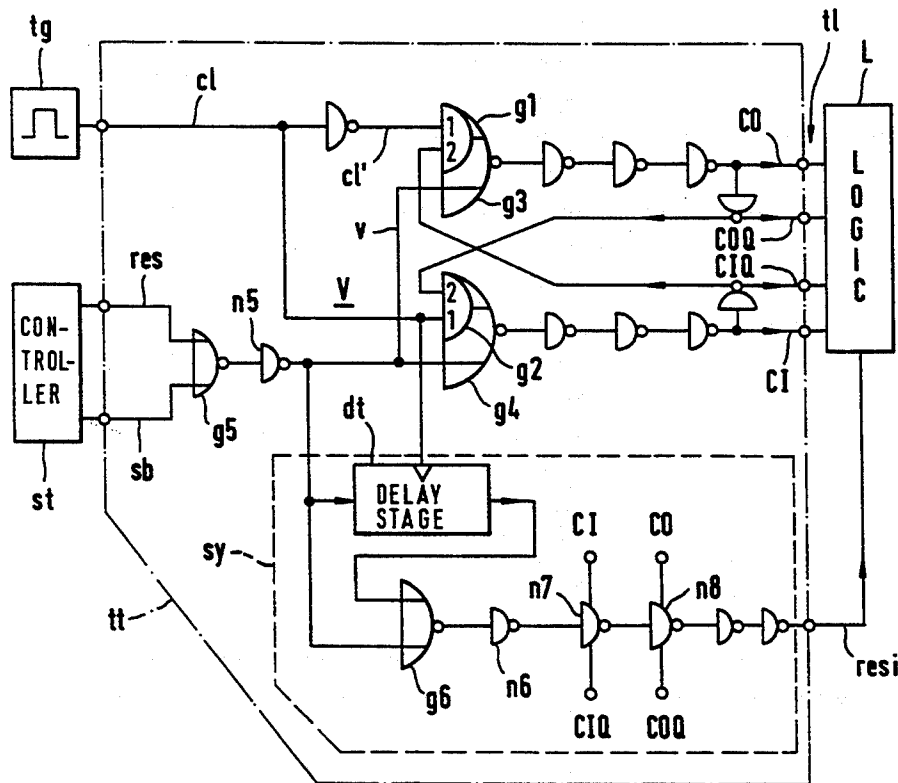 tg
tl
L
cl
g1
CO
1
2
cl'
g3
LOGIC
v
COQ
res
V
CIQ
n5
2
1
CON-
TROL-
LER
g2
CI
g5
g4
dt
sb
st
DELAY
STAGE
CI
CO
sy
n7
n8
tt
g6
n6
resi
CIQ
COQ